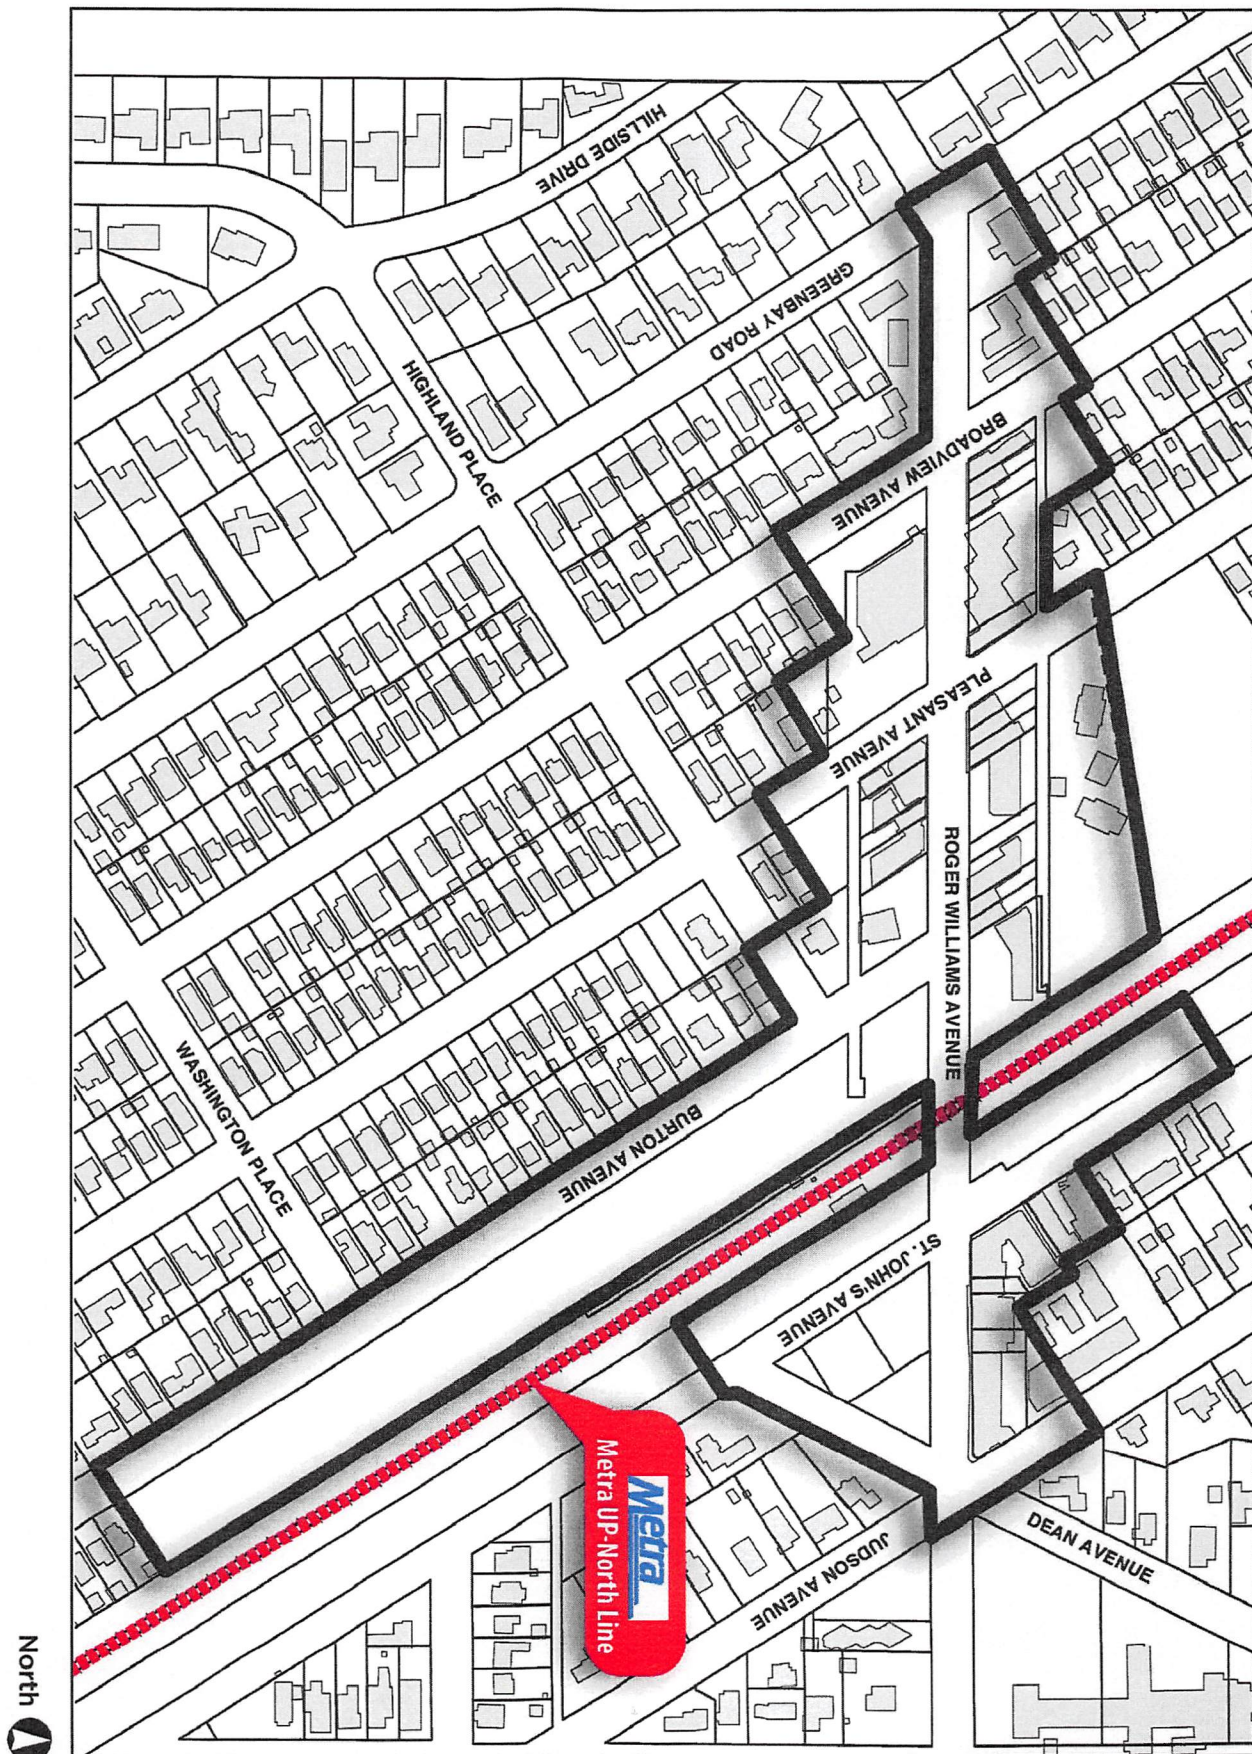 HILLSIDE DRIVE
GREENBAY ROAD
HIGHLAND PLACE
BROADVIEW AVENUE
PLEASANT AVENUE
ROGER WILLIAMS AVENUE
WASHINGTON PLACE
BURTON AVENUE
ST. JOHN'S AVENUE
Metra
Metra UP-North Line
JUDSON AVENUE
DEAN AVENUE
North